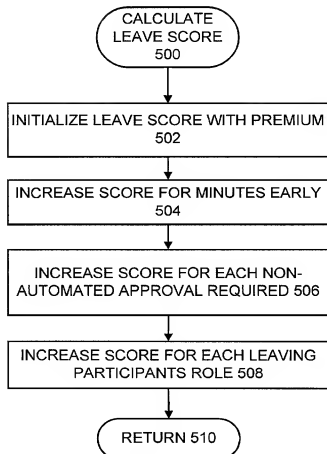 CALCULATE
LEAVE SCORE
500
INITIALIZE LEAVE SCORE WITH PREMIUM
502
INCREASE SCORE FOR MINUTES EARLY
504
INCREASE SCORE FOR EACH NON-
AUTOMATED APPROVAL REQUIRED 506
INCREASE SCORE FOR EACH LEAVING
PARTICIPANTS ROLE 508
RETURN 510